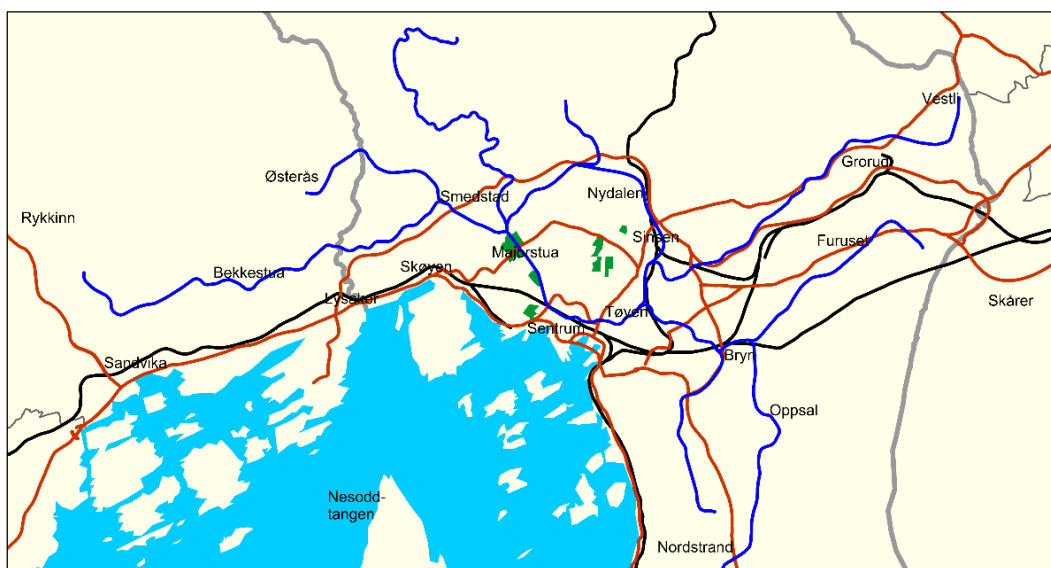 Vestli
Grorud
Østerås
Smedstad
Nydalen
Rykkinn
Sinsen
Furuset
Majorstua
Bekkestua
Skøyen
Lysaker
Skårer
Tøyen
Sentrum
Sandvika
Bryn
Oppsal
Nesodd-
tangen
Nordstrand